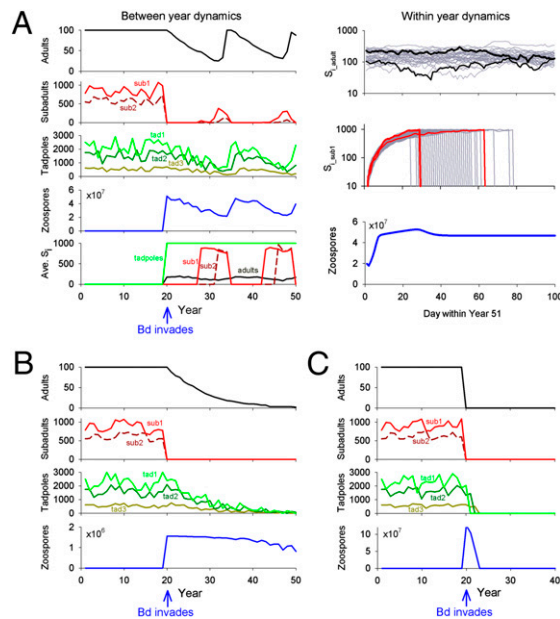 A
Between year dynamics
Within year dynamics
Adults
100
50
0
Subadults
1000
500
0
sub1
sub2
Tadpoles
3000
2000
1000
0
tad1
tad2
tad3
Zoospores
6
4
2
0
x10⁷
Ave. Sᵢ
1000
500
0
tadpoles
sub1
sub2
adults
0 10 20 30 40 50
Year
Bd invades
S_i_adult
1000
100
10
S_i_sub1
1000
100
10
Zoospores
6
4
2
0
x10⁷
0 20 40 60 80 100
Day within Year 51
B
Adults
100
50
0
Subadults
1000
500
0
sub1
sub2
Tadpoles
3000
2000
1000
0
tad1
tad2
tad3
Zoospores
2
1
0
x10⁶
0 10 20 30 40 50
Year
Bd invades
C
Adults
100
50
0
Subadults
1000
500
0
sub1
sub2
Tadpoles
3000
2000
1000
0
tad1
tad2
tad3
Zoospores
10
5
0
x10⁷
0 10 20 30 40
Year
Bd invades